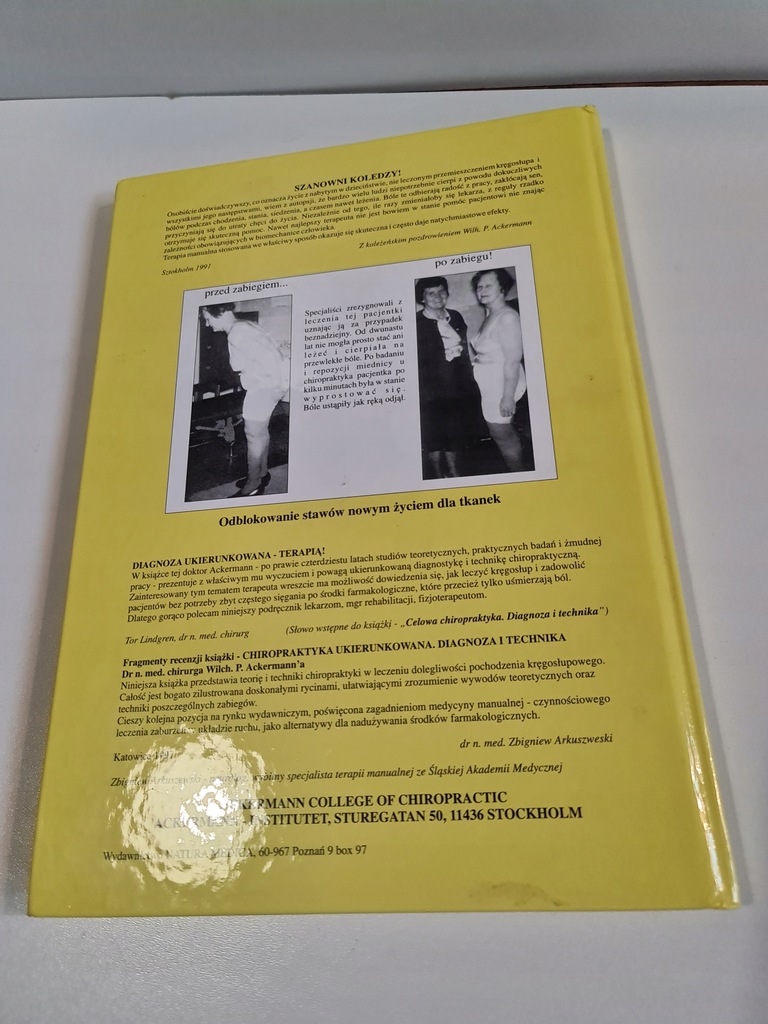 SZANOWNI KOLEDZY!
Osobiście doświadczywszy, co oznacza życie z nabytym w dzieciństwie, nie leczonym przemieszczeniem kręgosłupa i
wszystkimi jego następstwami, wiem z autopsji, że bardzo wielu ludzi niepotrzebnie cierpi z powodu dokuczliwych
bólów podczas chodzenia, stania, siedzenia, a czasem nawet leżenia. Bóle te odbierają radość z pracy, zakłócają sen,
przyczyniają się do utraty chęci do życia. Niezależnie od tego, ile razy zmieniałoby się lekarza, z reguły rzadko
otrzymuje się skuteczną pomoc. Nawet najlepszy terapeuta nie jest bowiem w stanie pomóc pacjentowi nie znając
zależności obowiązujących w biomechanice człowieka.
Terapia manualna stosowana we właściwy sposób okazuje się skuteczna i często daje natychmiastowe efekty.
Z koleżeńskim pozdrowieniem Wilh. P. Ackermann
Sztokholm 1991
przed zabiegiem...
po zabiegu!
Specjaliści zrezygnowali z
leczenia tej pacjentki
uznając ją za przypadek
beznadziejny. Od dwunastu
lat nie mogła prosto stać ani
leżeć i cierpiała na
przewlekłe bóle. Po badaniu
i repozycji miednicy u
chiropraktyka pacjentka po
kilku minutach była w stanie
wyprostować się.
Bóle ustąpiły jak ręką odjął.
Odblokowanie stawów nowym życiem dla tkanek
DIAGNOZA UKIERUNKOWANA - TERAPIĄ!
W książce tej doktor Ackermann - po prawie czterdziestu latach studiów teoretycznych, praktycznych badań i żmudnej
pracy - prezentuje z właściwym mu wyczuciem i powagą ukierunkowaną diagnostykę i technikę chiropraktyczną.
Zainteresowany tym tematem terapeuta wreszcie ma możliwość dowiedzenia się, jak leczyć kręgosłup i zadowolić
pacjentów bez potrzeby zbyt częstego sięgania po środki farmakologiczne, które przecież tylko uśmierzają ból.
Dlatego gorąco polecam niniejszy podręcznik lekarzom, mgr rehabilitacji, fizjoterapeutom.
Tor Lindgren, dr n. med. chirurg (Słowo wstępne do książki - „Celowa chiropraktyka. Diagnoza i technika")
Fragmenty recenzji książki - CHIROPRAKTYKA UKIERUNKOWANA. DIAGNOZA I TECHNIKA
Dr n. med. chirurga Wilch. P. Ackermann'a
Niniejsza książka przedstawia teorię i techniki chiropraktyki w leczeniu dolegliwości pochodzenia kręgosłupowego.
Całość jest bogato zilustrowana doskonałymi rycinami, ułatwiającymi zrozumienie wywodów teoretycznych oraz
techniki poszczególnych zabiegów.
Cieszy kolejna pozycja na rynku wydawniczym, poświęcona zagadnieniom medycyny manualnej - czynnościowego
leczenia zaburzeń w układzie ruchu, jako alternatywy dla nadużywania środków farmakologicznych.
dr n. med. Zbigniew Arkuszweski
Katowice
Zbigniew Arkuszewski - wybitny specjalista terapii manualnej ze Śląskiej Akademii Medycznej
ACKERMANN COLLEGE OF CHIROPRACTIC
ACKERMANN - INSTITUTET, STUREGATAN 50, 11436 STOCKHOLM
Wydawnictwo NATURA MEDICA, 60-967 Poznań 9 box 97